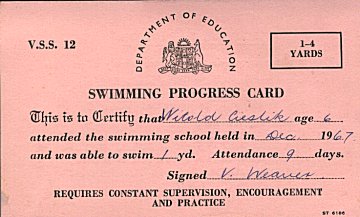 V.S.S. 12
DEPARTMENT OF EDUCATION
1-4
YARDS
SWIMMING PROGRESS CARD
This is to Certify that Witold Cieslik age 6
attended the swimming school held in Dec. 1967
and was able to swim 1 yd. Attendance 9 days.
Signed V. Weaver
REQUIRES CONSTANT SUPERVISION, ENCOURAGEMENT
AND PRACTICE
ST 6186